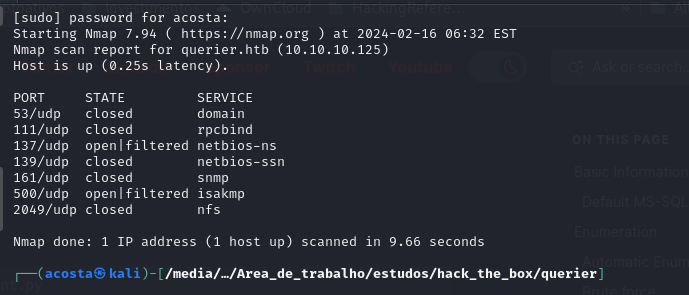 [sudo] password for acosta:
Starting Nmap 7.94 ( https://nmap.org ) at 2024-02-16 06:32 EST
Nmap scan report for querier.htb (10.10.10.125)
Host is up (0.25s latency).
PORT STATE SERVICE
53/udp closed domain
111/udp closed rpcbind
137/udp open|filtered netbios-ns
139/udp closed netbios-ssn
161/udp closed snmp
500/udp open|filtered isakmp
2049/udp closed nfs
Nmap done: 1 IP address (1 host up) scanned in 9.66 seconds
┌──(acosta㉿kali)-[/media/…/Area_de_trabalho/estudos/hack_the_box/querier]
Twitch Youtube
Ask or search
ON THIS PAGE
Basic Information
Default MS-SQL
Enumeration
Automatic Enum
Brute force